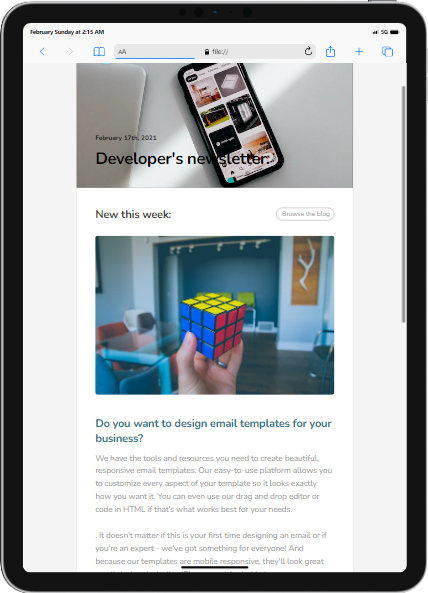 February Sunday at 2:15 AM
5G
AA
file://
February 17th, 2021
Developer's newsletter:
New this week:
Browse the blog
Do you want to design email templates for your
business?
We have the tools and resources you need to create beautiful,
responsive email templates. Our easy-to-use platform allows you
to customize every aspect of your template so it looks exactly
how you want it. You can even use our drag and drop editor or
code in HTML if that's what works best for your needs.
. It doesn't matter if this is your first time designing an email or if
you're an expert - we've got something for everyone! And
because our templates are mobile responsive, they'll look great